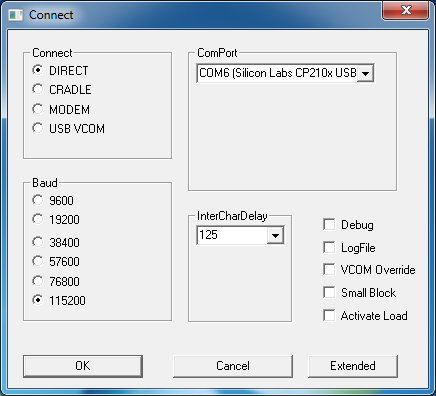 Connect
Connect
DIRECT
CRADLE
MODEM
USB VCOM
ComPort
COM6 (Silicon Labs CP210x USB
Baud
9600
19200
38400
57600
76800
115200
InterCharDelay
125
Debug
LogFile
VCOM Override
Small Block
Activate Load
OK
Cancel
Extended